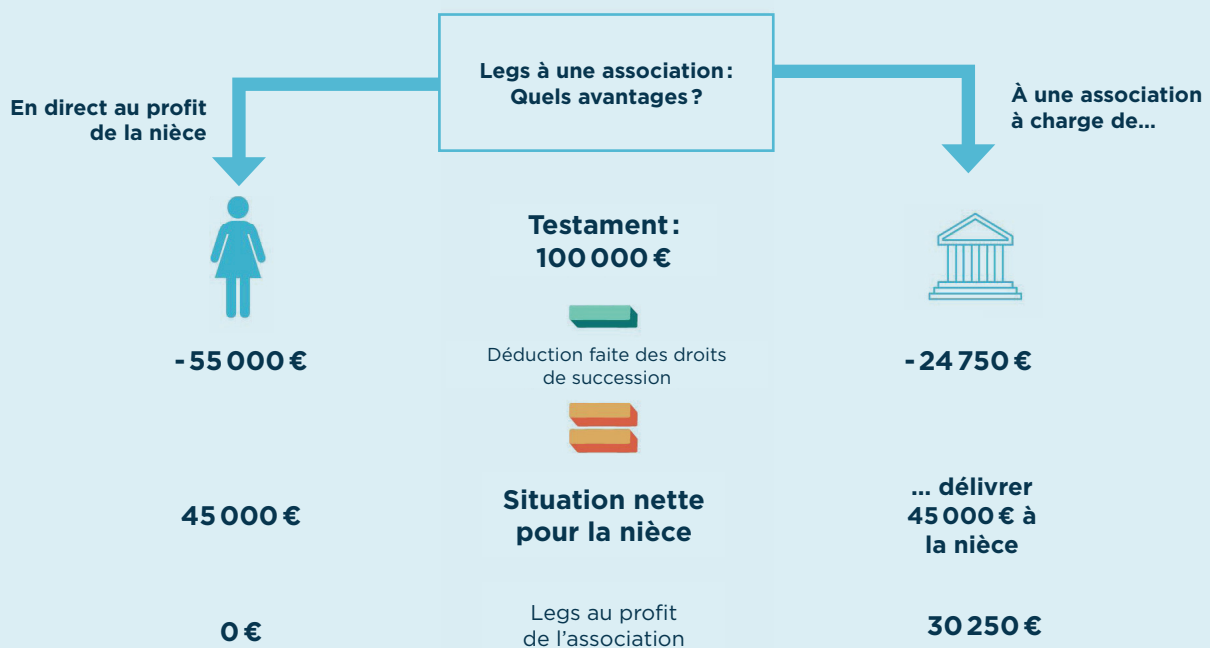 Legs à une association :
Quels avantages ?
En direct au profit
de la nièce
À une association
à charge de...
Testament :
100 000 €
- 55 000 €
Déduction faite des droits
de succession
- 24 750 €
45 000 €
Situation nette
pour la nièce
... délivrer
45 000 € à
la nièce
0 €
Legs au profit
de l'association
30 250 €